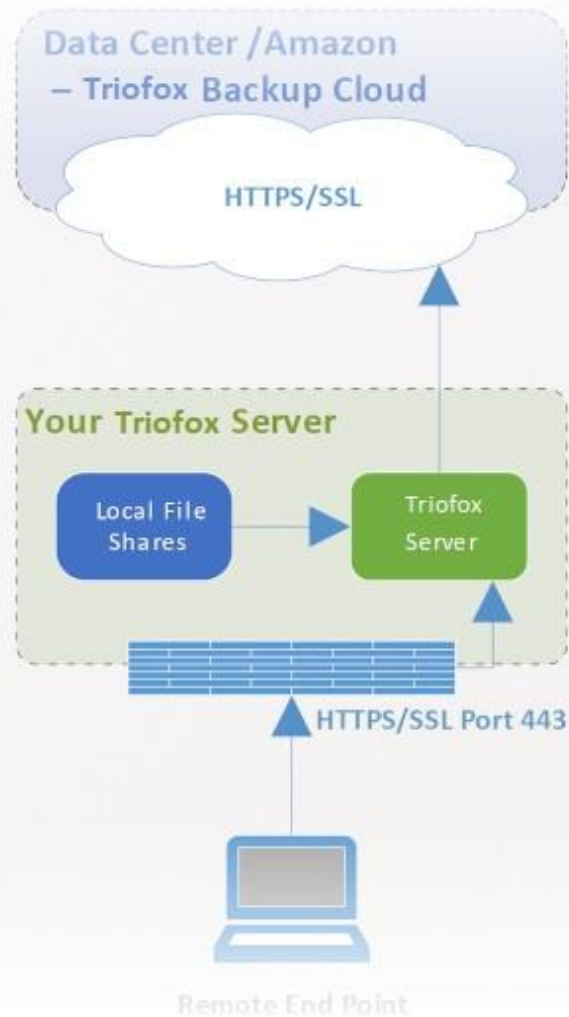 Data Center /Amazon
– Triofox Backup Cloud
HTTPS/SSL
Your Triofox Server
Local File
Shares
Triofox
Server
HTTPS/SSL Port 443
Remote End Point